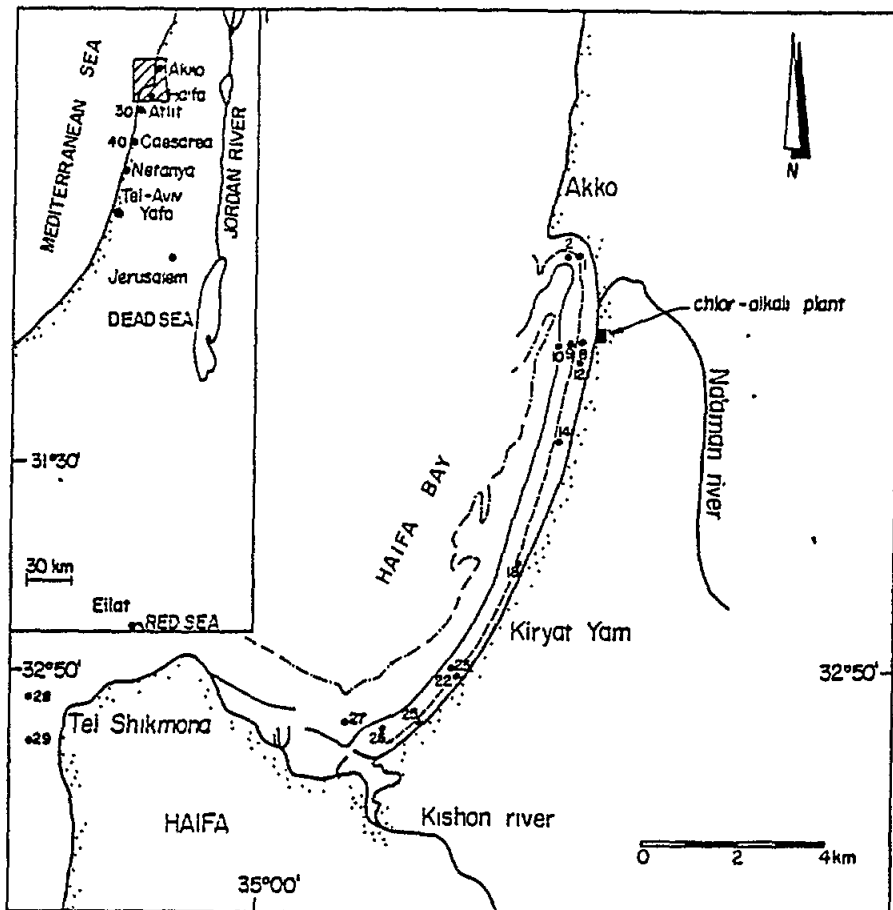 MEDITERRANEAN SEA
Akko
Haifa
30 Atlit
40 Caesarea
Netanya
Tel-Aviv
Yafo
JORDAN RIVER
Jerusalem
DEAD SEA
31°30'
30 km
Eilat
RED SEA
N
Akko
2
1
chlor-alkali plant
10
9
8
12
14
Na'aman river
HAIFA BAY
18
Kiryat Yam
32°50'
32°50'
28
29
Tel Shikmona
27
22
25
26
HAIFA
Kishon river
0 2 4km
35°00'